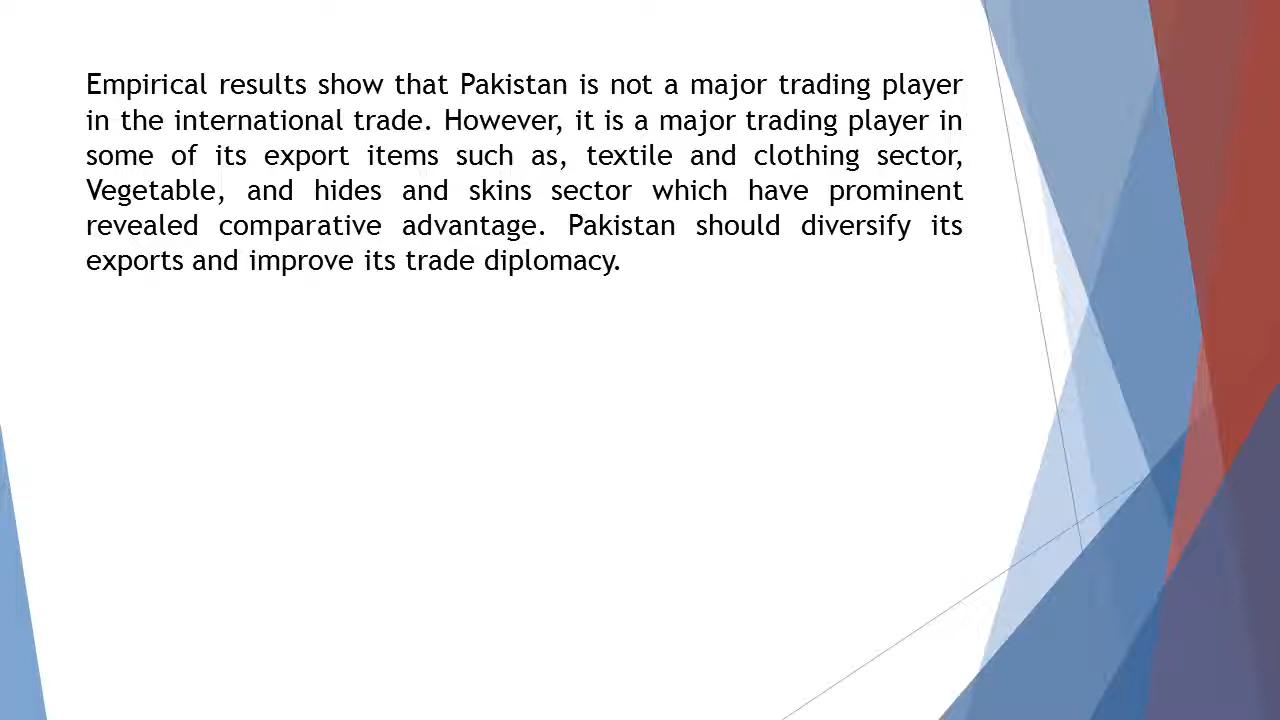 Empirical results show that Pakistan is not a major trading player
in the international trade. However, it is a major trading player in
some of its export items such as, textile and clothing sector,
Vegetable, and hides and skins sector which have prominent
revealed comparative advantage. Pakistan should diversify its
exports and improve its trade diplomacy.